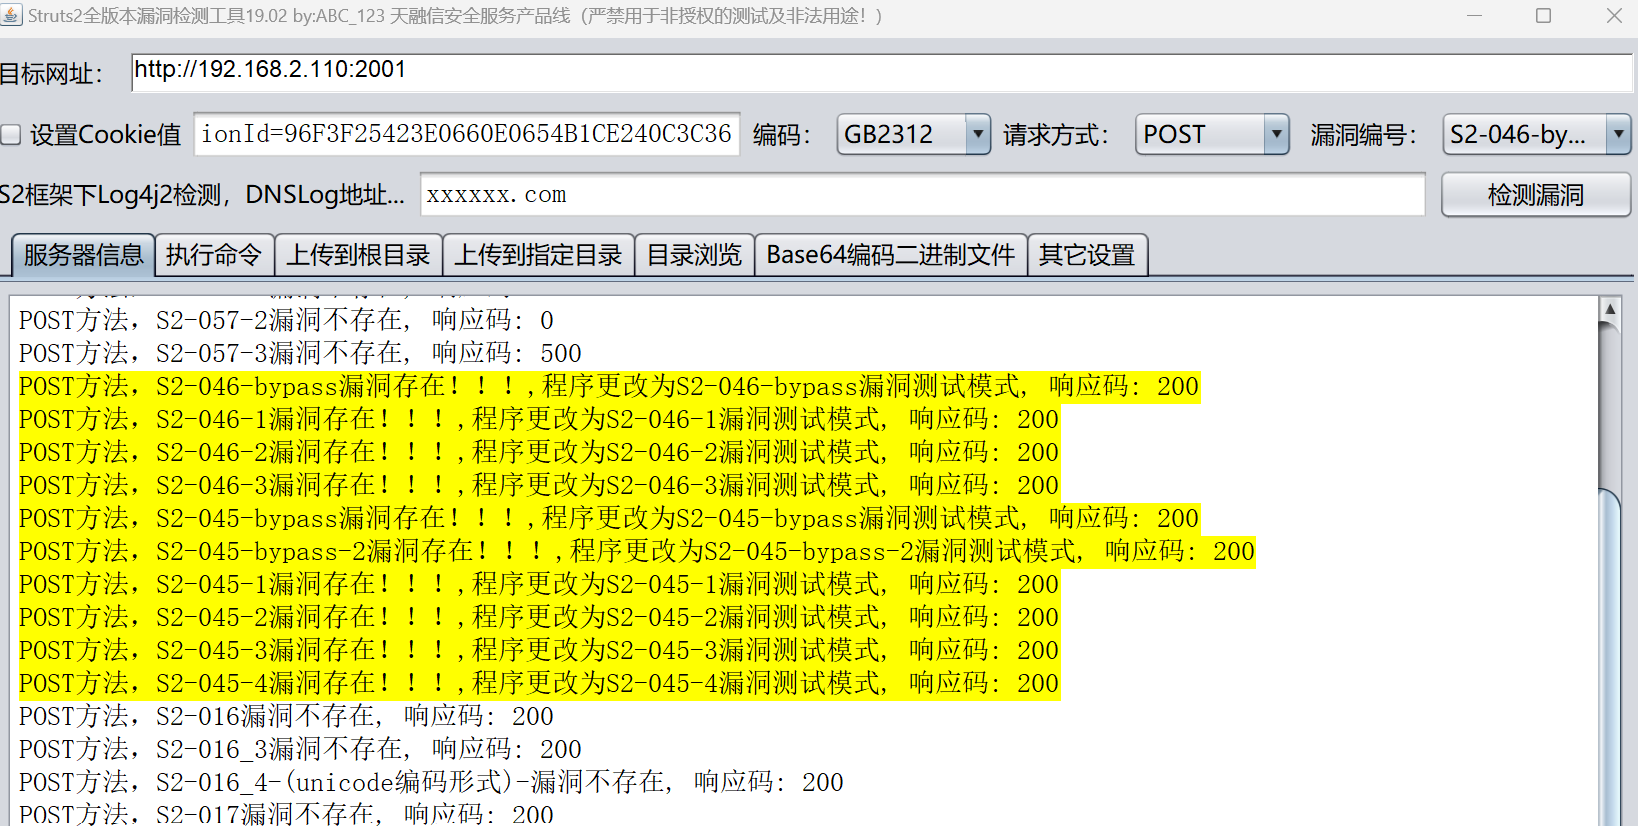 Struts2全版本漏洞检测工具19.02 by:ABC_123 天融信安全服务产品线（严禁用于非授权的测试及非法用途！）
目标网址： http://192.168.2.110:2001
设置Cookie值 ionId=96F3F25423E0660E0654B1CE240C3C36 编码： GB2312 请求方式： POST 漏洞编号： S2-046-by...
S2框架下Log4j2检测，DNSLog地址... xxxxxx.com 检测漏洞
服务器信息 执行命令 上传到根目录 上传到指定目录 目录浏览 Base64编码二进制文件 其它设置
POST方法，S2-057-2漏洞不存在, 响应码: 0
POST方法，S2-057-3漏洞不存在, 响应码: 500
POST方法，S2-046-bypass漏洞存在！！！,程序更改为S2-046-bypass漏洞测试模式, 响应码: 200
POST方法，S2-046-1漏洞存在！！！,程序更改为S2-046-1漏洞测试模式, 响应码: 200
POST方法，S2-046-2漏洞存在！！！,程序更改为S2-046-2漏洞测试模式, 响应码: 200
POST方法，S2-046-3漏洞存在！！！,程序更改为S2-046-3漏洞测试模式, 响应码: 200
POST方法，S2-045-bypass漏洞存在！！！,程序更改为S2-045-bypass漏洞测试模式, 响应码: 200
POST方法，S2-045-bypass-2漏洞存在！！！,程序更改为S2-045-bypass-2漏洞测试模式, 响应码: 200
POST方法，S2-045-1漏洞存在！！！,程序更改为S2-045-1漏洞测试模式, 响应码: 200
POST方法，S2-045-2漏洞存在！！！,程序更改为S2-045-2漏洞测试模式, 响应码: 200
POST方法，S2-045-3漏洞存在！！！,程序更改为S2-045-3漏洞测试模式, 响应码: 200
POST方法，S2-045-4漏洞存在！！！,程序更改为S2-045-4漏洞测试模式, 响应码: 200
POST方法，S2-016漏洞不存在, 响应码: 200
POST方法，S2-016_3漏洞不存在, 响应码: 200
POST方法，S2-016_4-(unicode编码形式)-漏洞不存在, 响应码: 200
POST方法，S2-017漏洞不存在, 响应码: 200